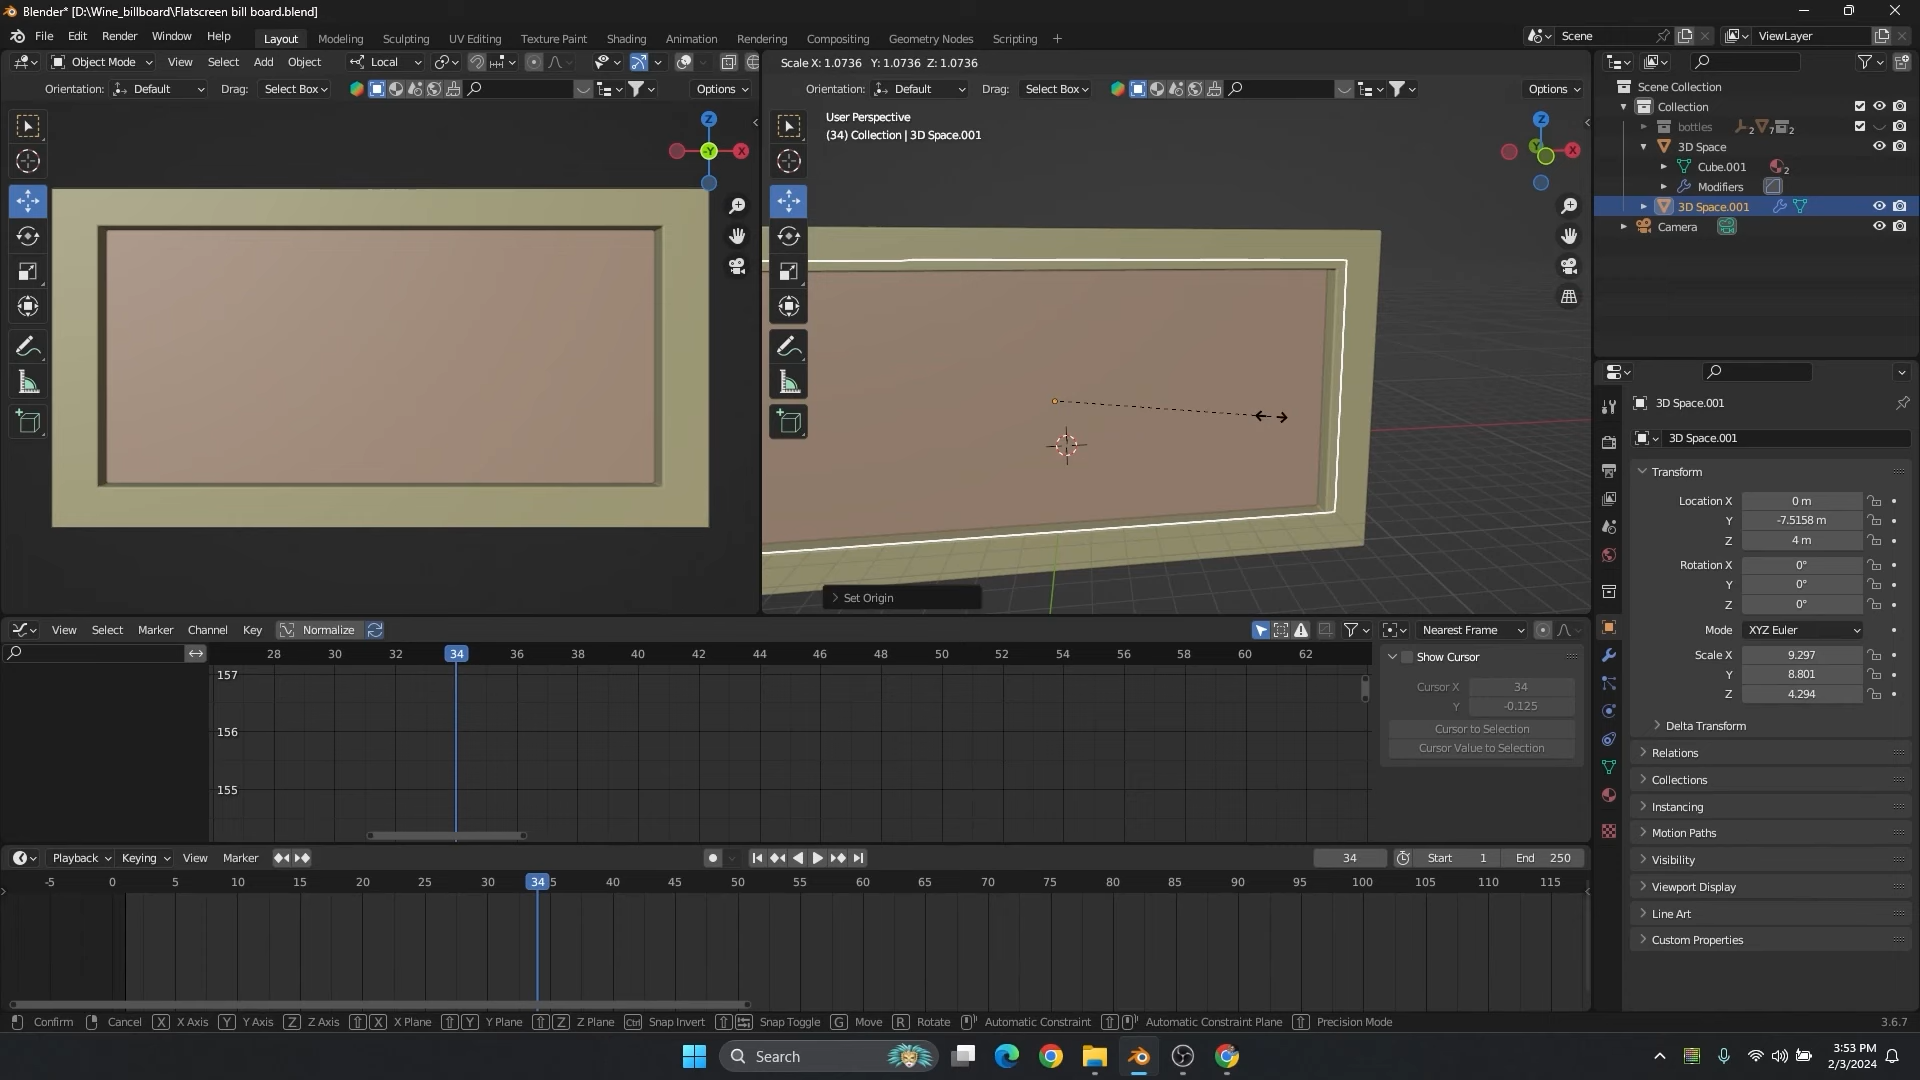 Blender* [D:\Wine_billboard\Flatscreen bill board.blend]
File Edit Render Window Help Layout Modeling Sculpting UV Editing Texture Paint Shading Animation Rendering Compositing Geometry Nodes Scripting + Scene ViewLayer
Object Mode View Select Add Object Local
Scale X: 1.0736 Y: 1.0736 Z: 1.0736
Orientation: Default Drag: Select Box Options
Orientation: Default Drag: Select Box Options
User Perspective
(34) Collection | 3D Space.001
Z
-Y
X
Z
Y
X
Set Origin
Scene Collection
Collection
bottles 2 7 2
3D Space
Cube.001 2
Modifiers
3D Space.001
Camera
3D Space.001
3D Space.001
Transform
Location X 0 m
Y -7.5158 m
Z 4 m
Rotation X 0°
Y 0°
Z 0°
Mode XYZ Euler
Scale X 9.297
Y 8.801
Z 4.294
Delta Transform
Relations
Collections
Instancing
Motion Paths
Visibility
Viewport Display
Line Art
Custom Properties
View Select Marker Channel Key Normalize Nearest Frame
28 30 32 34 36 38 40 42 44 46 48 50 52 54 56 58 60 62
157
156
155
Show Cursor
Cursor X 34
Y -0.125
Cursor to Selection
Cursor Value to Selection
Playback Keying View Marker 34 Start 1 End 250
-5 0 5 10 15 20 25 30 34 5 40 45 50 55 60 65 70 75 80 85 90 95 100 105 110 115
Confirm Cancel X X Axis Y Y Axis Z Z Axis X X Plane Y Y Plane Z Z Plane Ctrl Snap Invert Snap Toggle G Move R Rotate Automatic Constraint Automatic Constraint Plane Precision Mode 3.6.7
Search
3:53 PM
2/3/2024